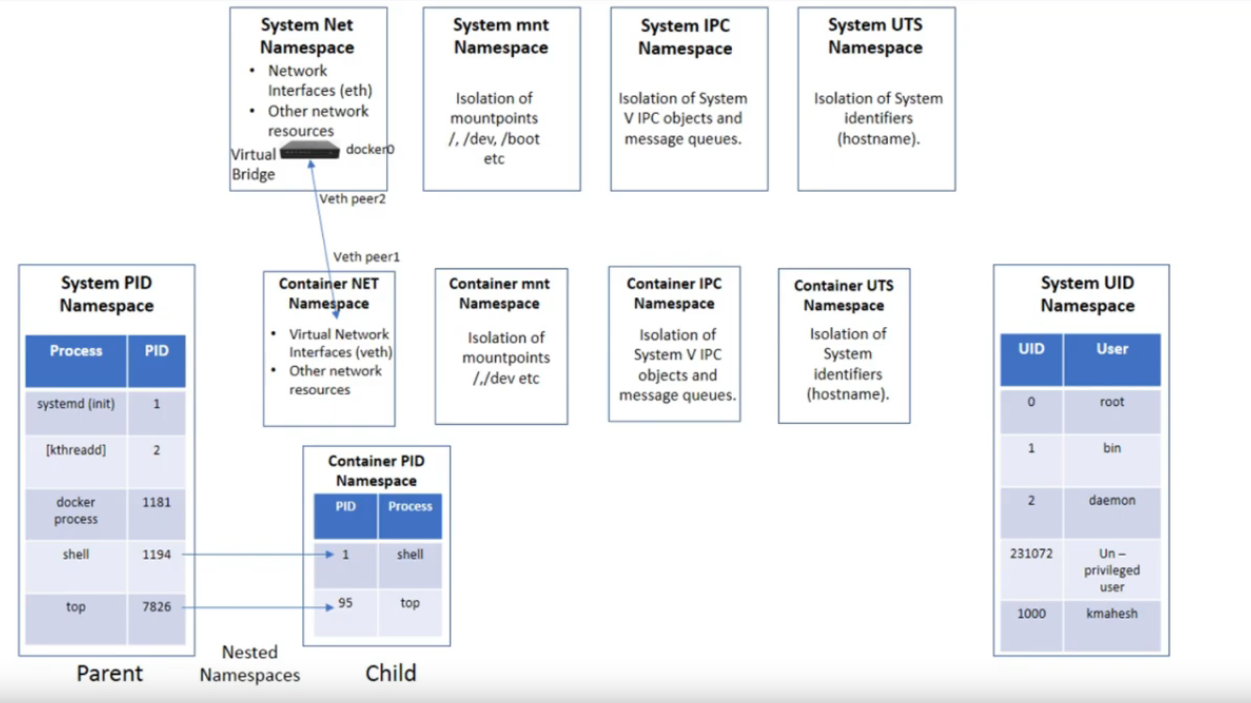 System Net
Namespace
• Network
Interfaces (eth)
• Other network
resources
Virtual
Bridge
docker0
System mnt
Namespace
Isolation of
mountpoints
/, /dev, /boot
etc
System IPC
Namespace
Isolation of System
V IPC objects and
message queues.
System UTS
Namespace
Isolation of System
identifiers
(hostname).
Veth peer2
Veth peer1
System PID
Namespace
Process PID
systemd (init) 1
[kthreadd] 2
docker
process
1181
shell 1194
top 7826
Parent
Container NET
Namespace
• Virtual Network
Interfaces (veth)
• Other network
resources
Container mnt
Namespace
Isolation of
mountpoints
/,/dev etc
Container IPC
Namespace
Isolation of
System V IPC
objects and
message queues.
Container UTS
Namespace
Isolation of
System
identifiers
(hostname).
Container PID
Namespace
PID Process
1 shell
95 top
Nested
Namespaces
Child
System UID
Namespace
UID User
0 root
1 bin
2 daemon
231072
Un –
privileged
user
1000 kmahesh